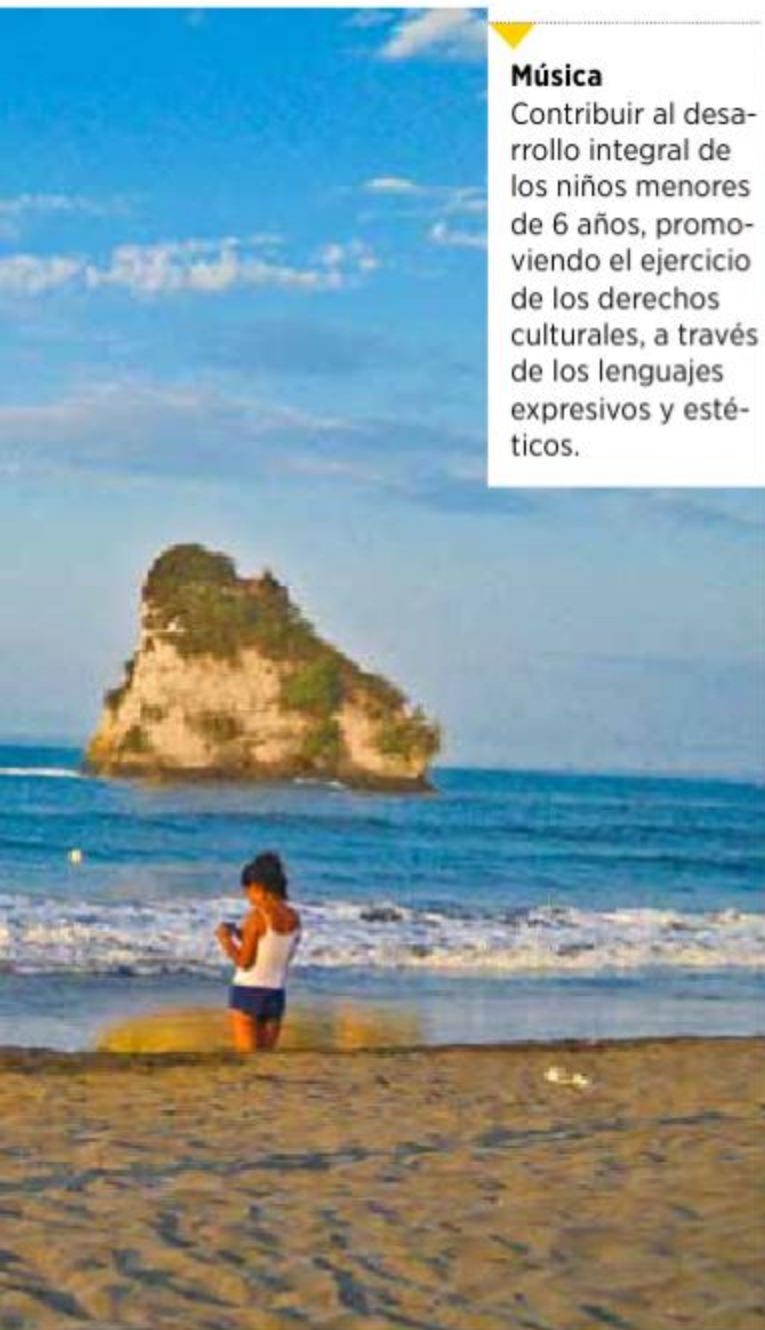 Música
Contribuir al desa-
rrollo integral de
los niños menores
de 6 años, promo-
viendo el ejercicio
de los derechos
culturales, a través
de los lenguajes
expresivos y esté-
ticos.